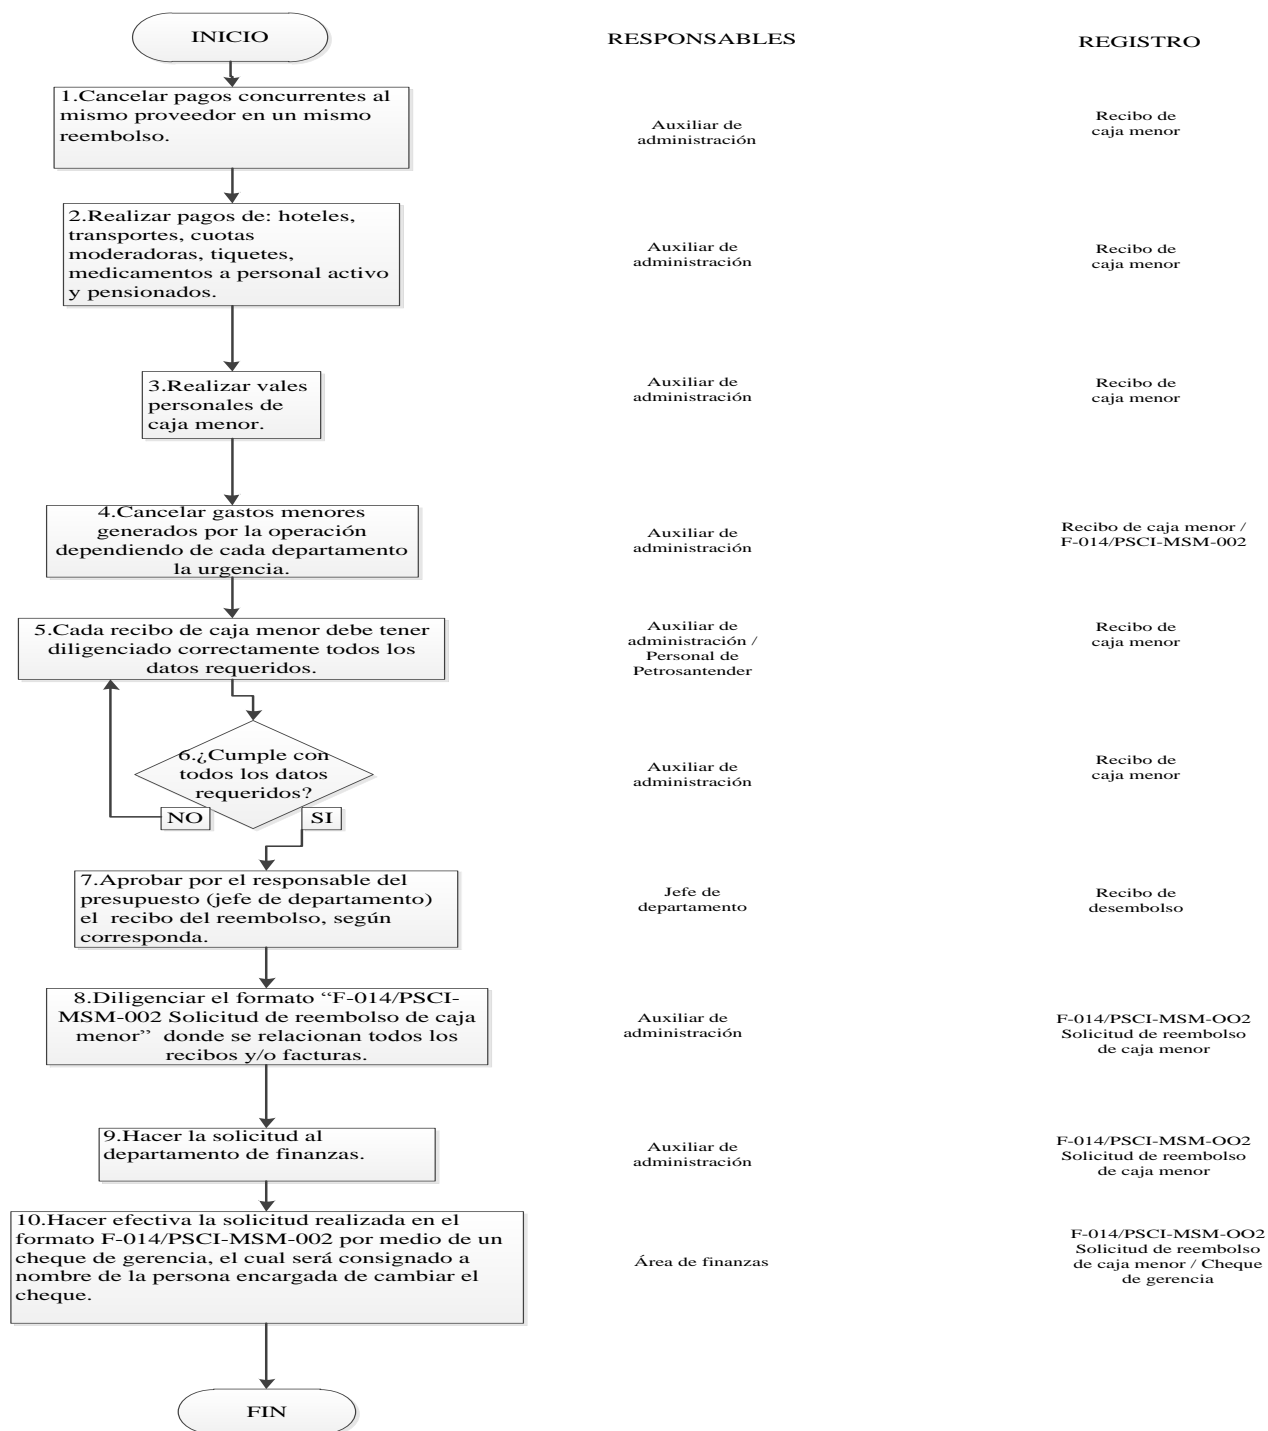 INICIO
RESPONSABLES
REGISTRO
1.Cancelar pagos concurrentes al
mismo proveedor en un mismo
reembolso.
Auxiliar de
administración
Recibo de
caja menor
2.Realizar pagos de: hoteles,
transportes, cuotas
moderadoras, tiquetes,
medicamentos a personal activo
y pensionados.
Auxiliar de
administración
Recibo de
caja menor
3.Realizar vales
personales de
caja menor.
Auxiliar de
administración
Recibo de
caja menor
4.Cancelar gastos menores
generados por la operación
dependiendo de cada departamento
la urgencia.
Auxiliar de
administración
Recibo de caja menor /
F-014/PSCI-MSM-002
5.Cada recibo de caja menor debe tener
diligenciado correctamente todos los
datos requeridos.
Auxiliar de
administración /
Personal de
Petrosantender
Recibo de
caja menor
6.¿Cumple con
todos los datos
requeridos?
NO
SI
Auxiliar de
administración
Recibo de
caja menor
7.Aprobar por el responsable del
presupuesto (jefe de departamento)
el recibo del reembolso, según
corresponda.
Jefe de
departamento
Recibo de
desembolso
8.Diligenciar el formato “F-014/PSCI-
MSM-002 Solicitud de reembolso de caja
menor” donde se relacionan todos los
recibos y/o facturas.
Auxiliar de
administración
F-014/PSCI-MSM-OO2
Solicitud de reembolso
de caja menor
9.Hacer la solicitud al
departamento de finanzas.
Auxiliar de
administración
F-014/PSCI-MSM-OO2
Solicitud de reembolso
de caja menor
10.Hacer efectiva la solicitud realizada en el
formato F-014/PSCI-MSM-002 por medio de un
cheque de gerencia, el cual será consignado a
nombre de la persona encargada de cambiar el
cheque.
Área de finanzas
F-014/PSCI-MSM-OO2
Solicitud de reembolso
de caja menor / Cheque
de gerencia
FIN